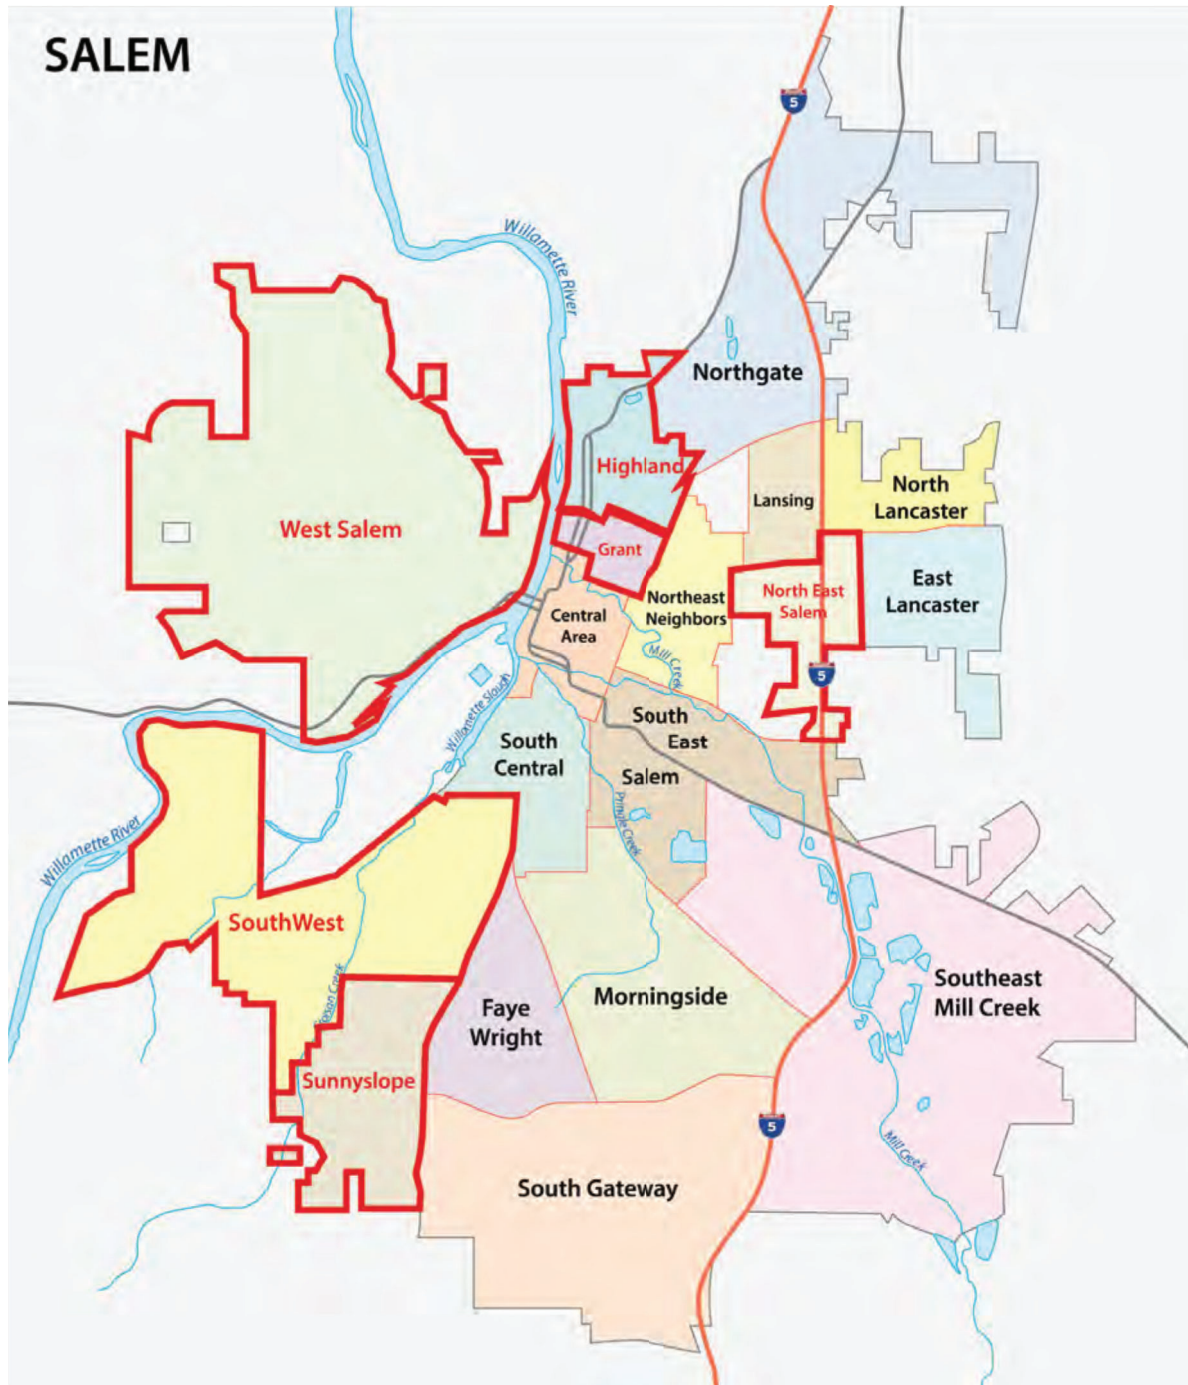 SALEM
5
Willamette River
Northgate
Highland
North
Lancaster
Lansing
West Salem
Grant
East
Lancaster
North East
Salem
Northeast
Neighbors
Central
Area
Mill Creek
5
Willamette Slough
South
East
Salem
South
Central
Pringle Creek
Willamette River
SouthWest
Southeast
Mill Creek
Morningside
Faye
Wright
Creek
Sunnyslope
5
Mill Creek
South Gateway